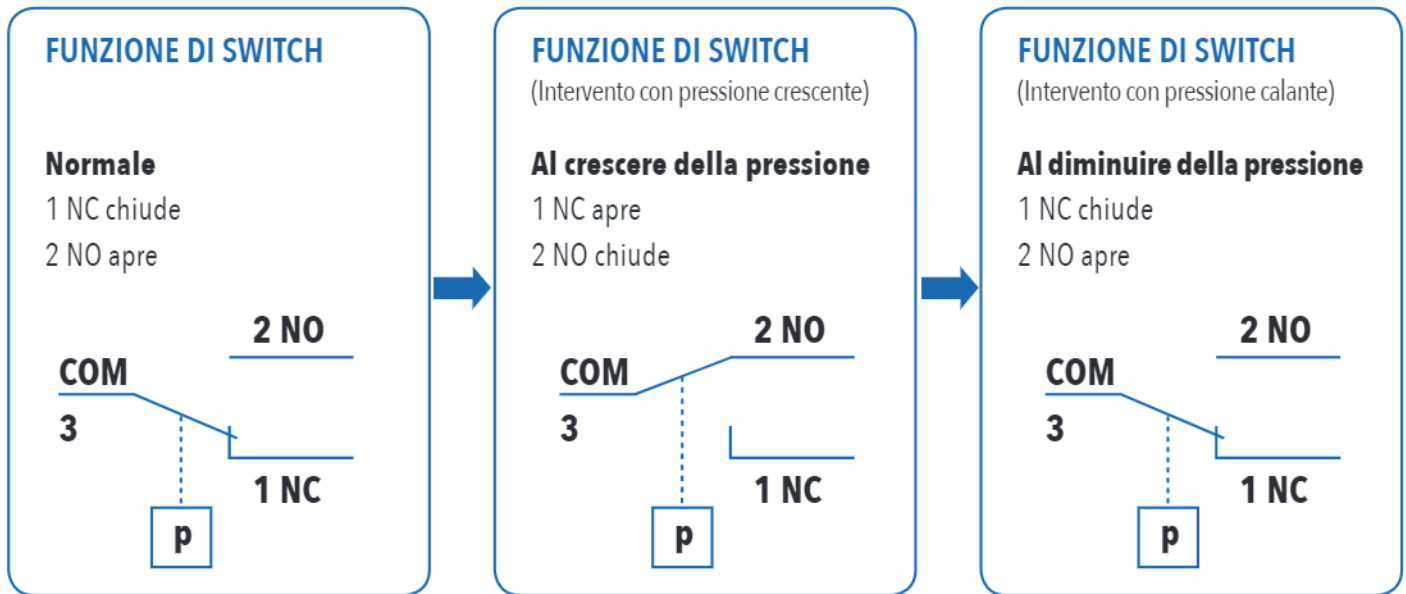 FUNZIONE DI SWITCH
Normale
1 NC chiude
2 NO apre
2 NO
COM
3
1 NC
p
FUNZIONE DI SWITCH
(Intervento con pressione crescente)
Al crescere della pressione
1 NC apre
2 NO chiude
2 NO
COM
3
1 NC
p
FUNZIONE DI SWITCH
(Intervento con pressione calante)
Al diminuire della pressione
1 NC chiude
2 NO apre
2 NO
COM
3
1 NC
p